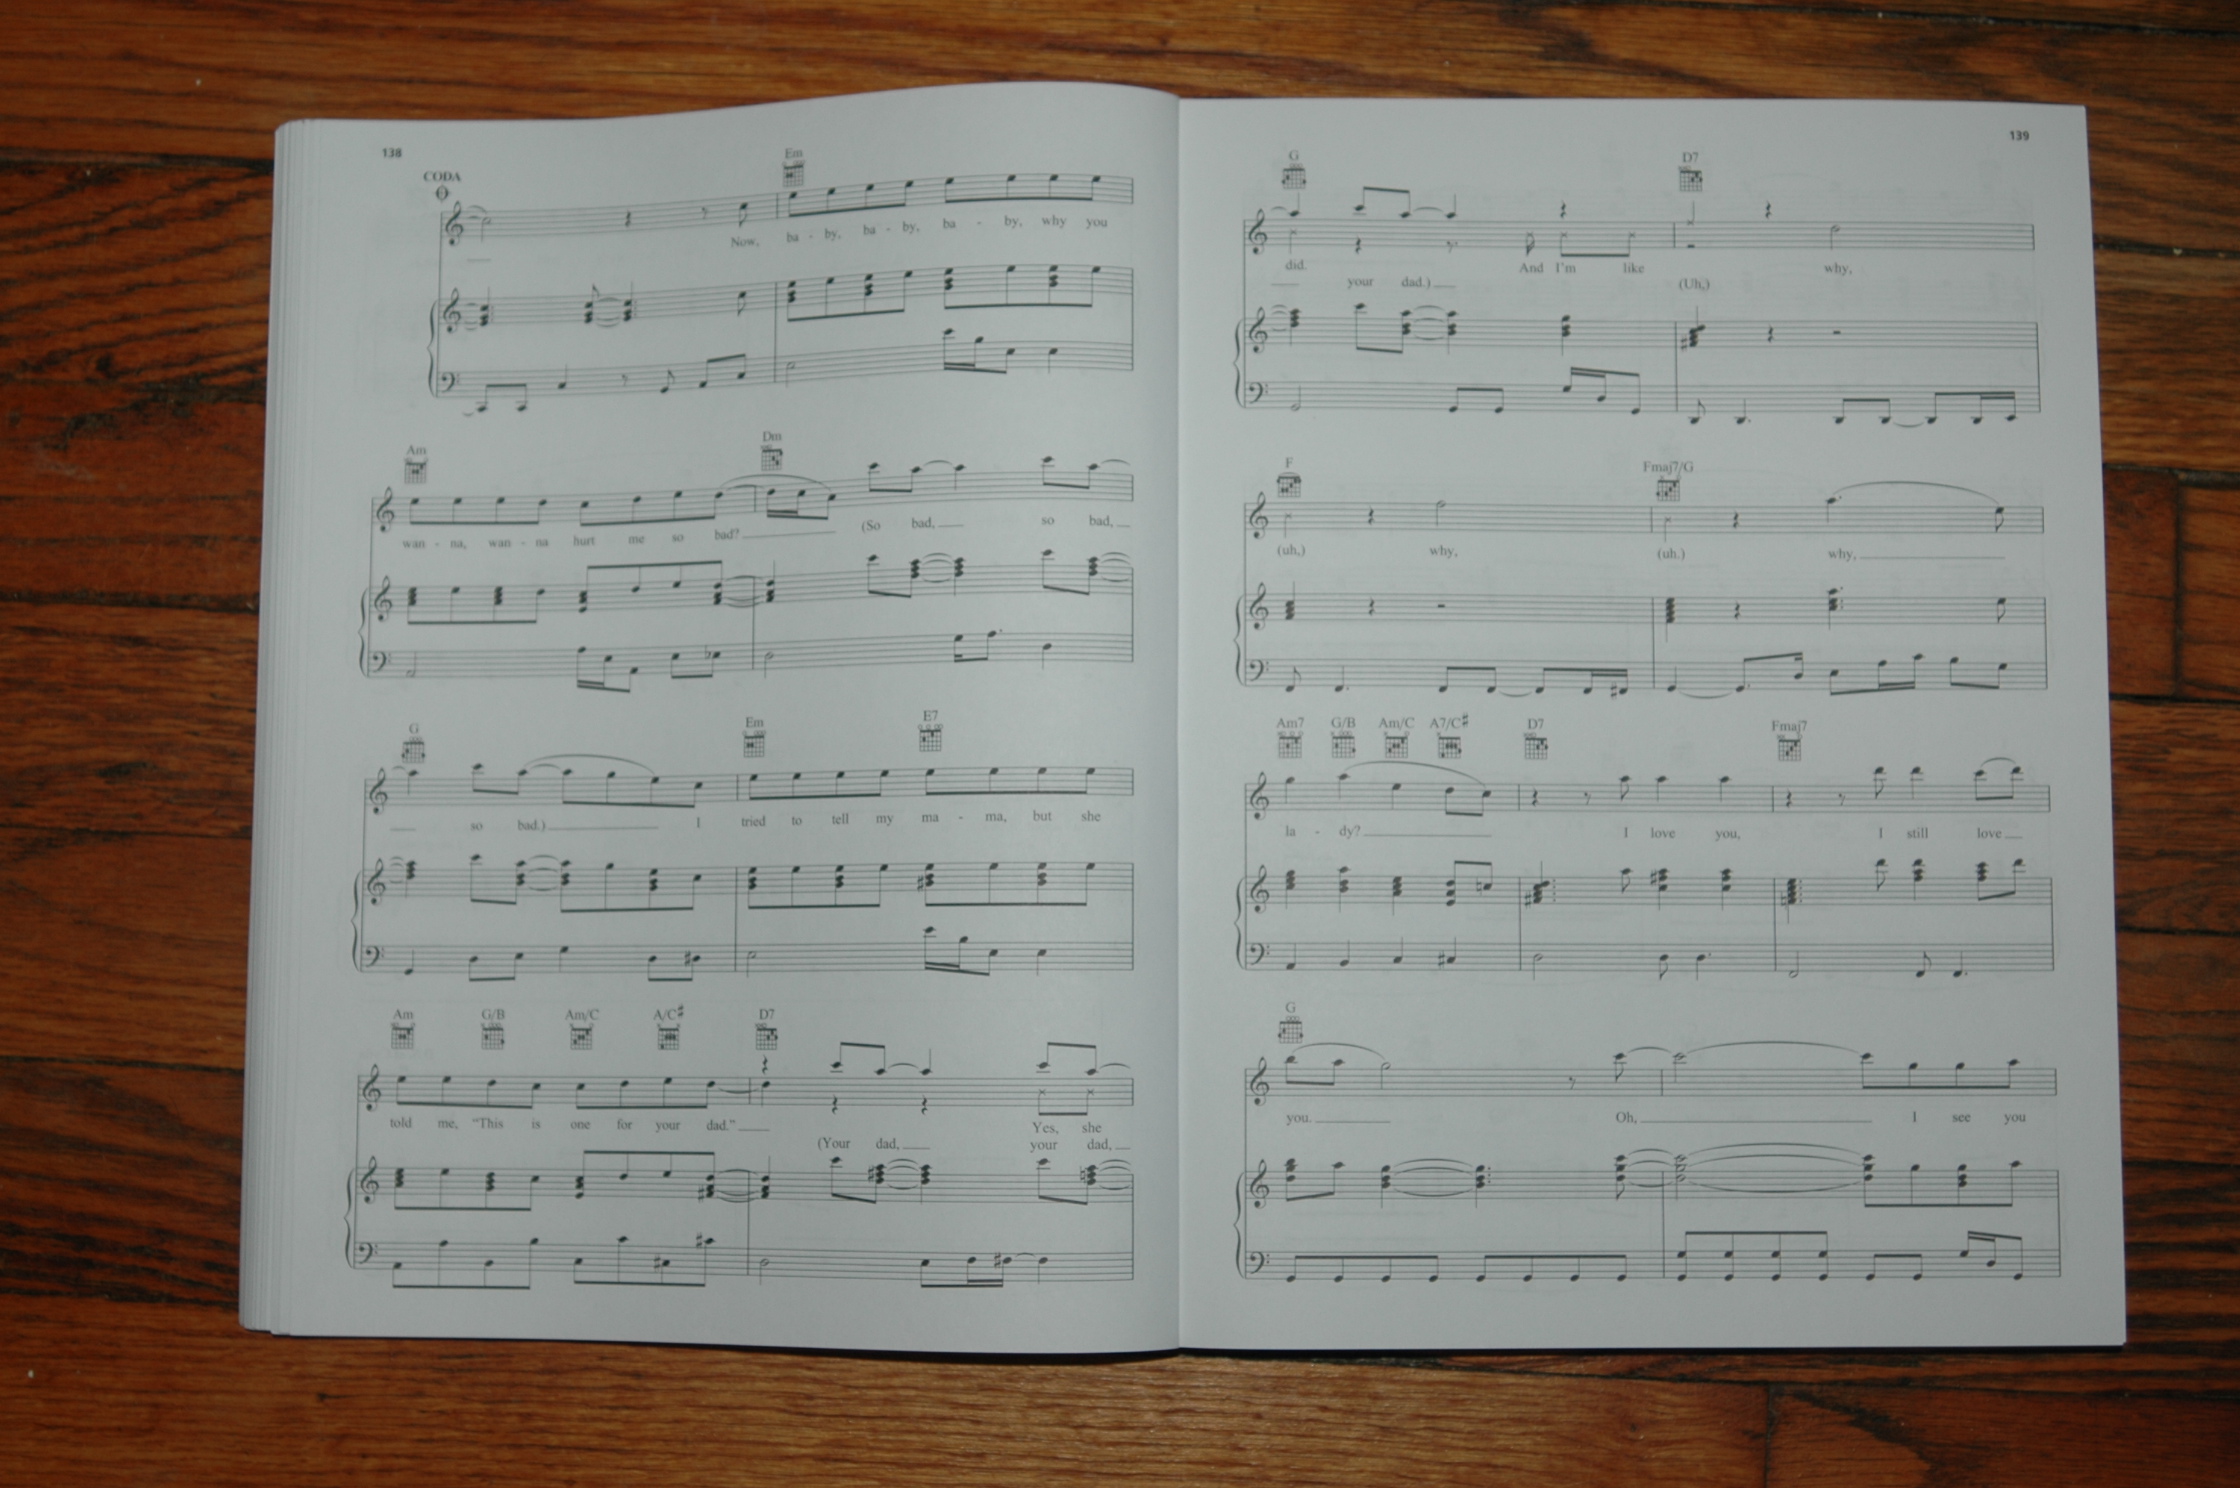 138
CODA
Em
Now, ba - by, ba - by, ba - by, why you
Am Dm
wan - na, wan - na hurt me so bad? (So bad, so bad,
G Em E7
so bad.) I tried to tell my ma - ma, but she
Am G/B Am/C A/C♯ D7
told me, “This is one for your dad.” Yes, she
(Your dad, your dad,
139
G D7
did. And I'm like why,
your dad.) (Uh,)
F Fmaj7/G
(uh,) why, (uh.) why,
Am7 G/B Am/C A7/C♯ D7 Fmaj7
la - dy? I love you, I still love
G
you. Oh, I see you